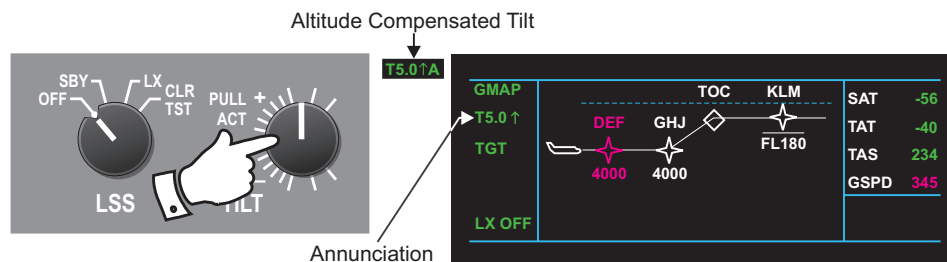 Altitude Compensated Tilt
T5.0↑A
SBY
LX
OFF
CLR
TST
PULL
ACT
+
−
LSS
TILT
GMAP
T5.0↑
TGT
LX OFF
TOC
KLM
DEF
GHJ
FL180
4000
4000
SAT -56
TAT -40
TAS 234
GSPD 345
Annunciation